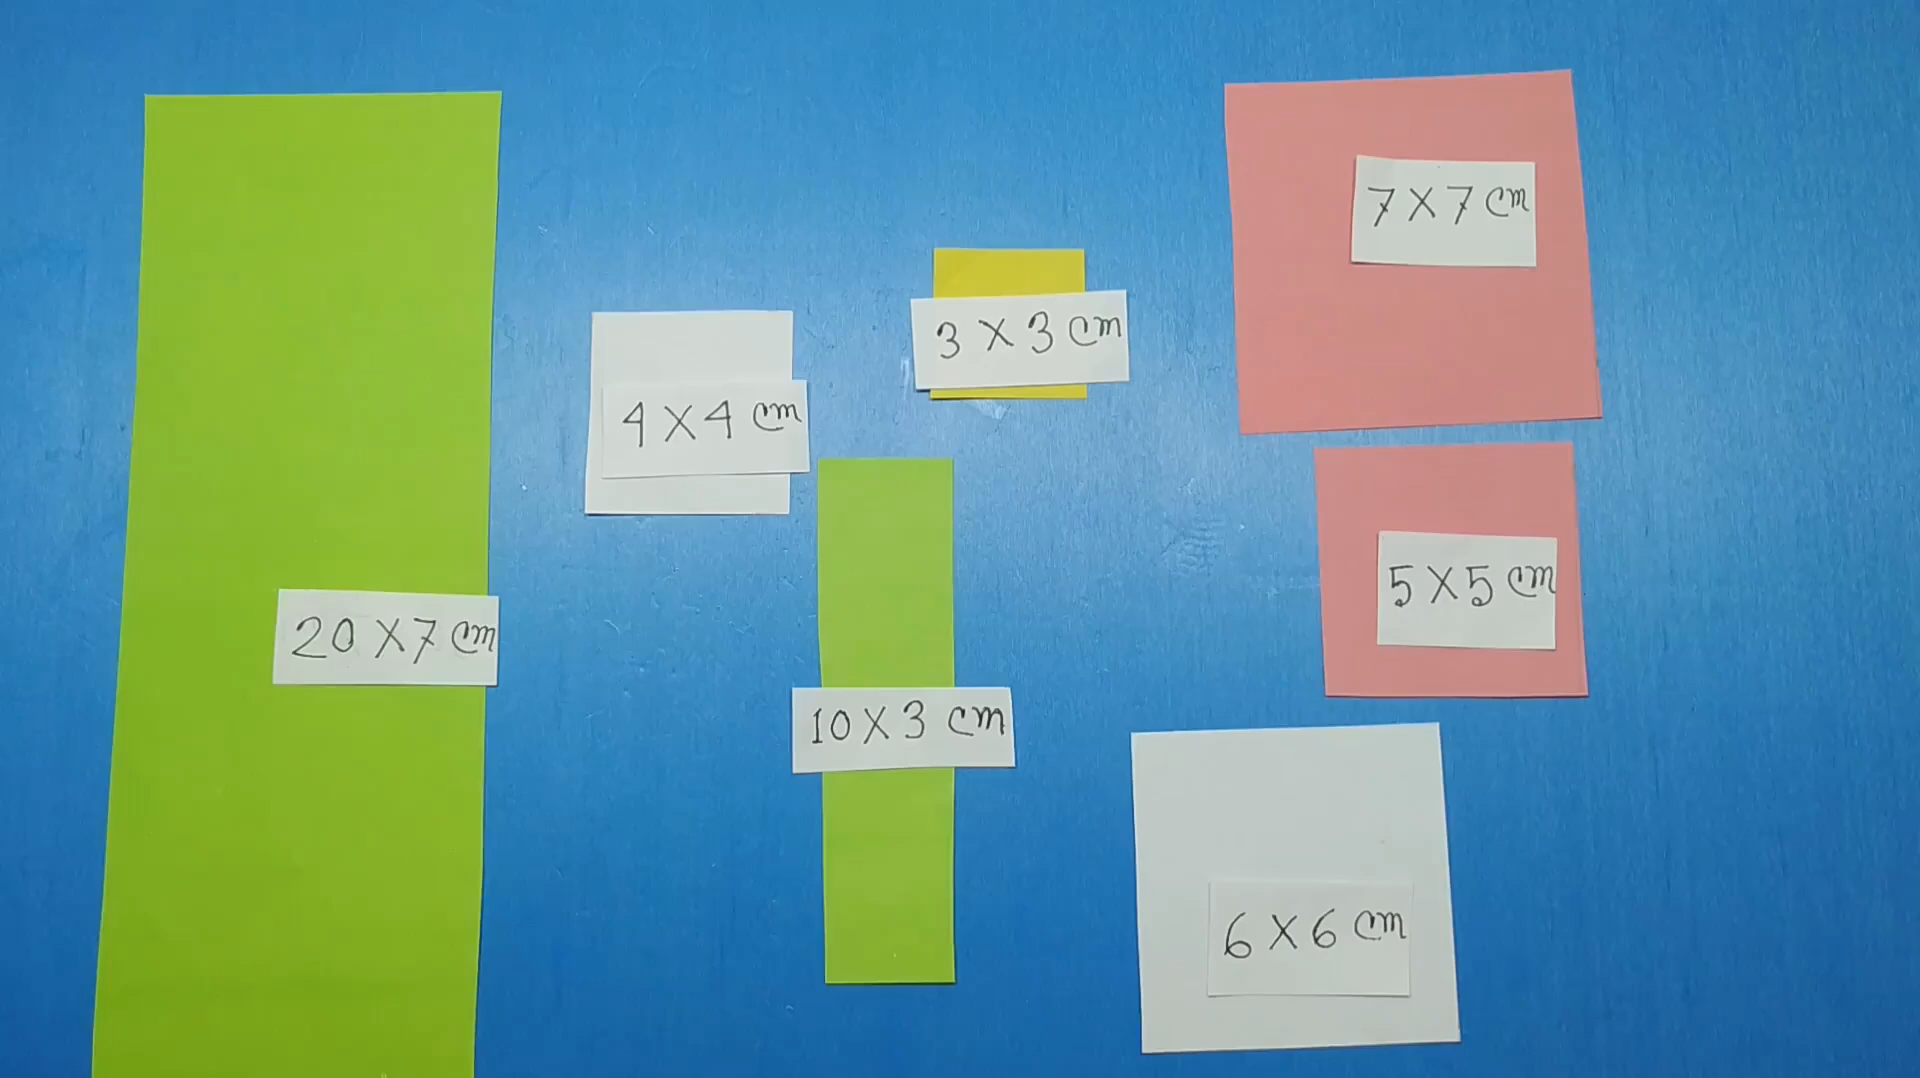 7 X 7 cm
3 X 3 cm
4 X 4 cm
5 X 5 cm
20 X 7 cm
10 X 3 cm
6 X 6 cm